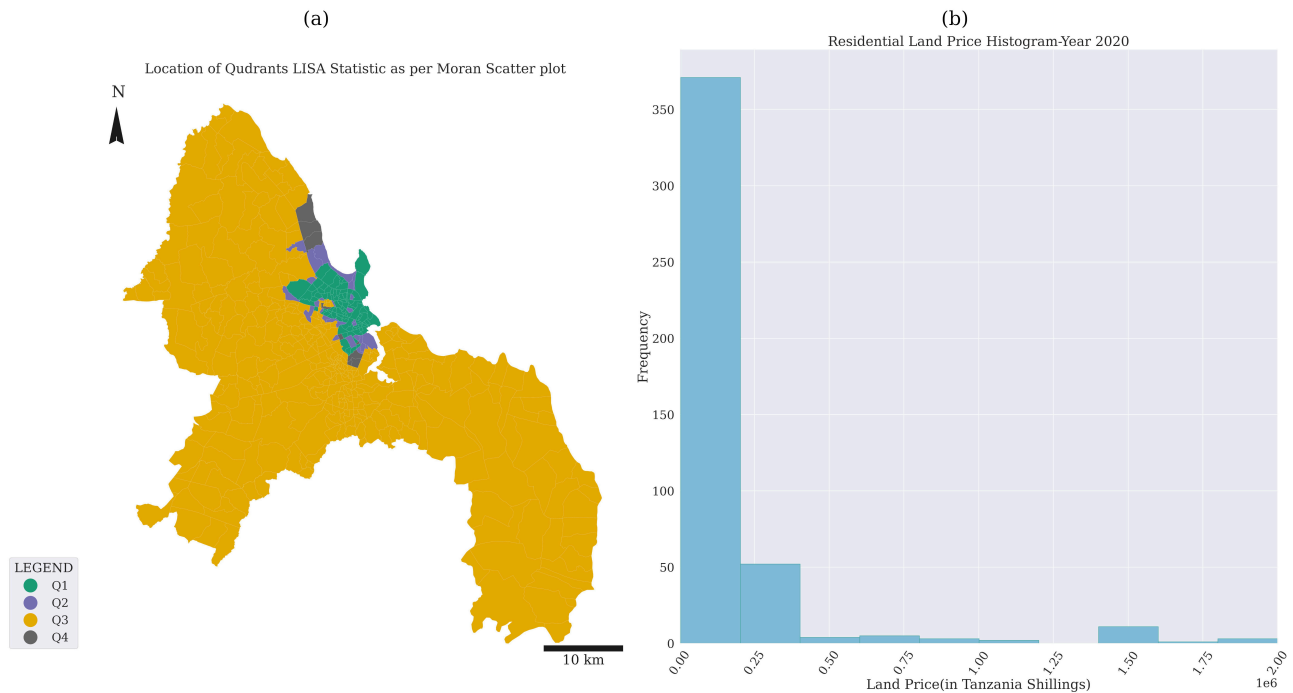 (a)
Location of Qudrants LISA Statistic as per Moran Scatter plot
N
LEGEND
Q1
Q2
Q3
Q4
10 km
(b)
Residential Land Price Histogram-Year 2020
Frequency
350
300
250
200
150
100
50
0
0.00
0.25
0.50
0.75
1.00
1.25
1.50
1.75
2.00
1e6
Land Price(in Tanzania Shillings)